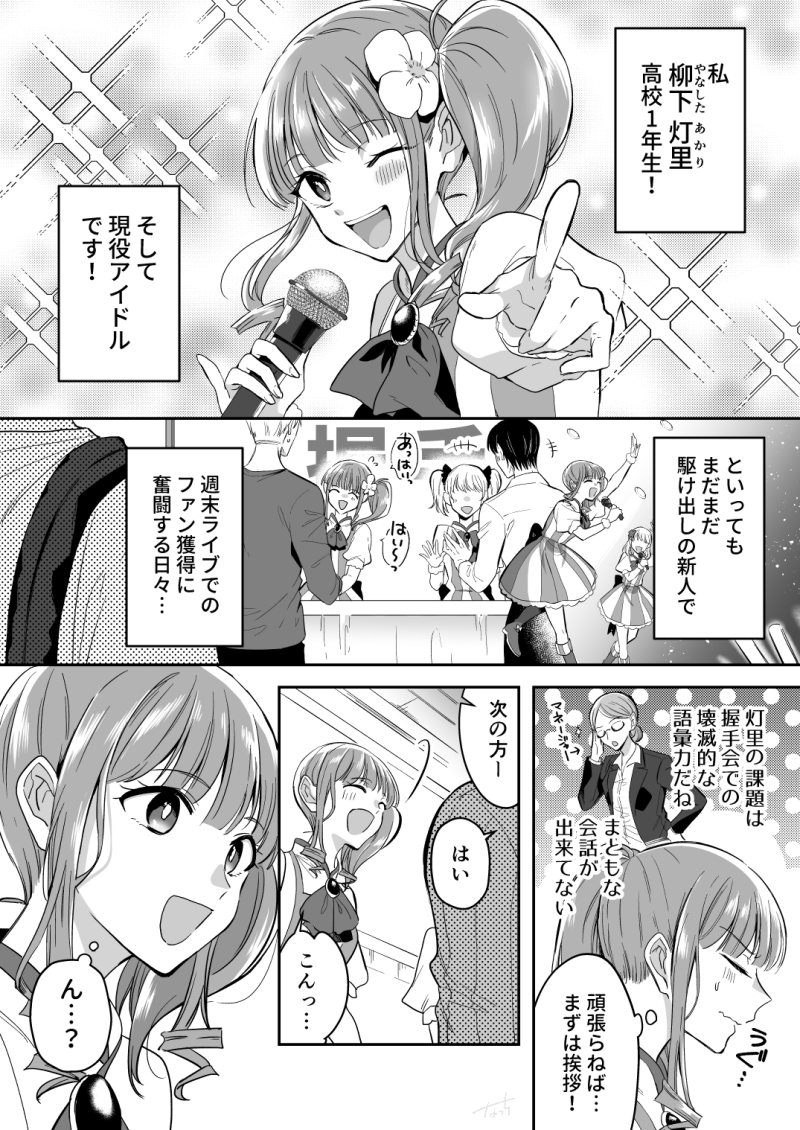 私
柳下 灯里
やなした あかり
高校1年生！
そして
現役アイドル
です！
といっても
まだまだ
駆け出しの新人で
握手
あっはいっ
はい〜っ
週末ライブでの
ファン獲得に
奮闘する日々…
マネージャー
灯里の課題は
握手会での
壊滅的な
語彙力だね
まともな
会話が
出来てない
頑張らねば…
まずは挨拶！
次の方ー
はい
こんっ…
ん…？